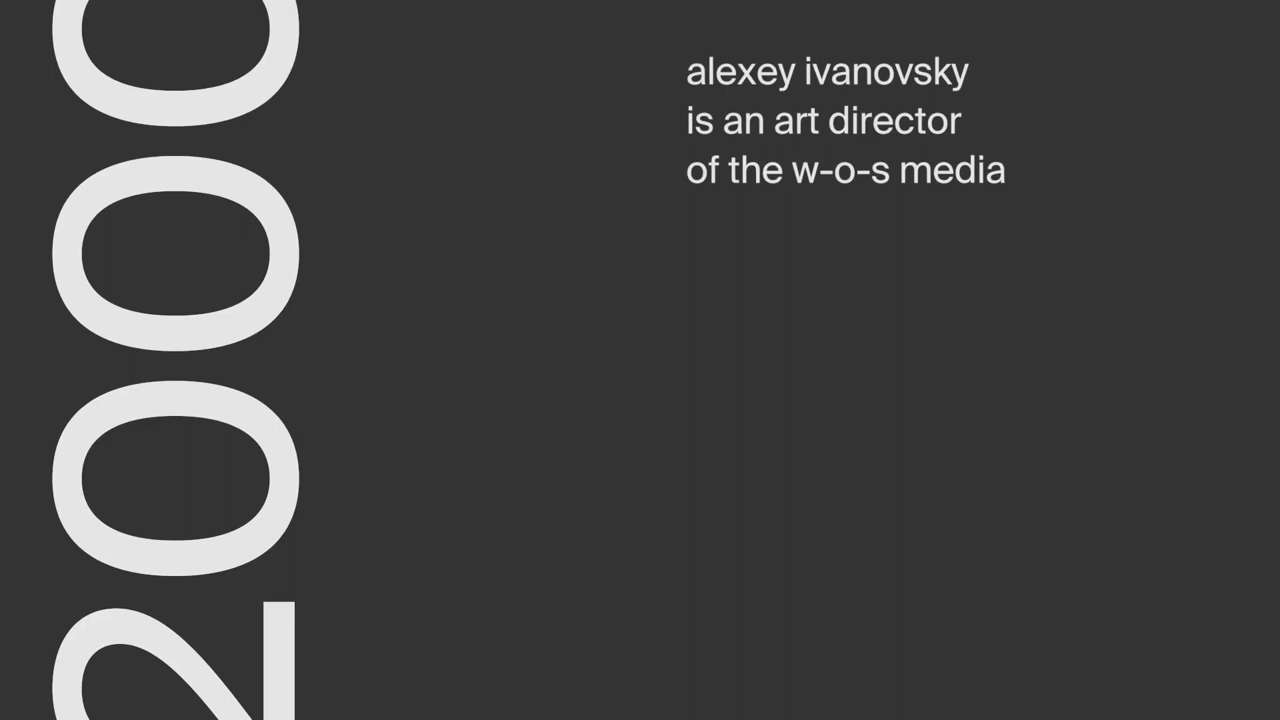 2000
alexey ivanovsky
is an art director
of the w-o-s media